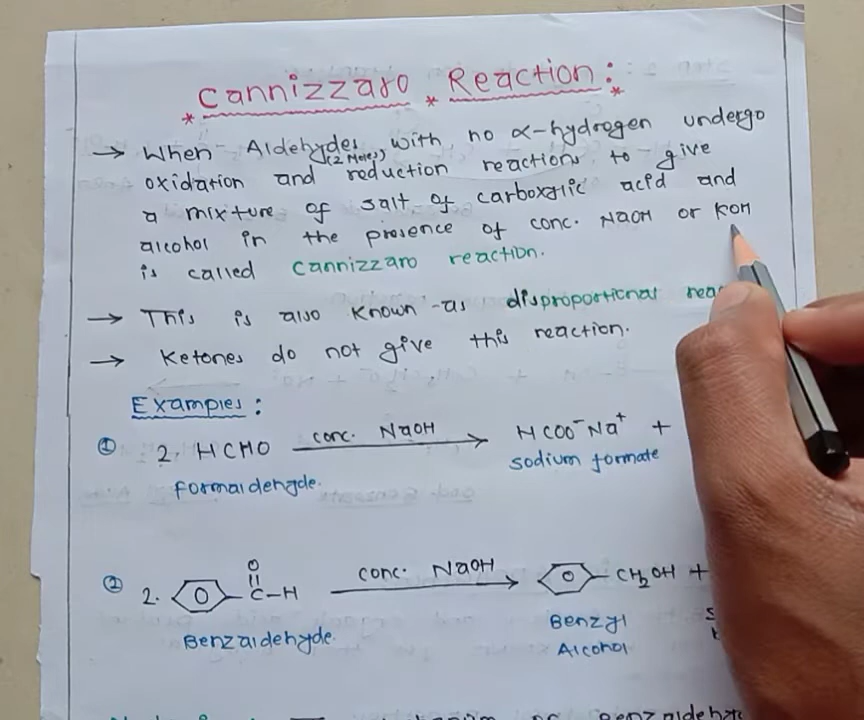 * Cannizzaro * Reaction : *
→ When Aldehydes (2 Moles), with no α-hydrogen undergo
oxidation and reduction reactions to give
a mixture of salt of carboxylic acid and
alcohol in the presence of conc. NaOH or KOH
is called Cannizzaro reaction.
→ This is also known as disproportional reac
→ Ketones do not give this reaction.
Examples :
① 2. HCHO conc. NaOH → HCOO⁻Na⁺ +
formaldehyde. sodium formate
② 2. O
C-H conc. NaOH → CH₂OH +
Benzaldehyde. Benzyl
Alcohol
Benzaldehyde